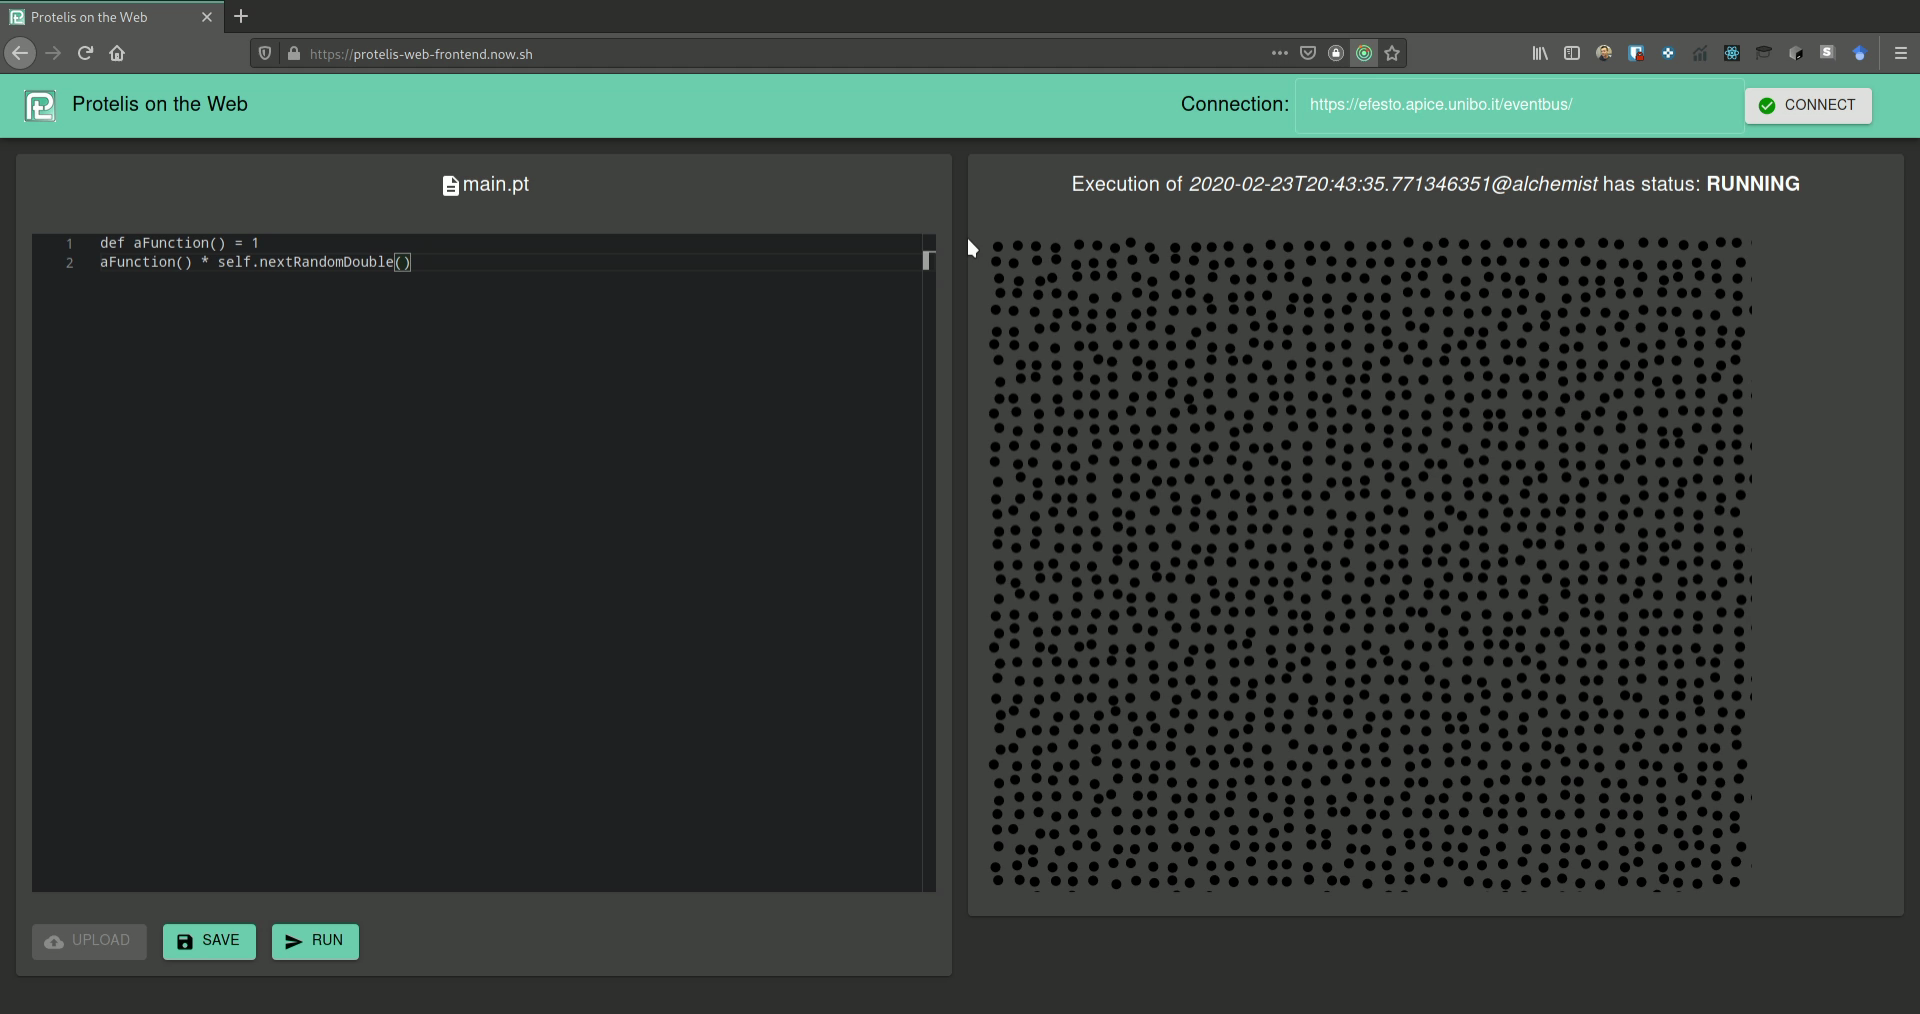 Protelis on the Web
https://protelis-web-frontend.now.sh
Protelis on the Web
Connection: https://efesto.apice.unibo.it/eventbus/ CONNECT
main.pt
1 def aFunction() = 1
2 aFunction() * self.nextRandomDouble()
UPLOAD SAVE RUN
Execution of 2020-02-23T20:43:35.771346351@alchemist has status: RUNNING